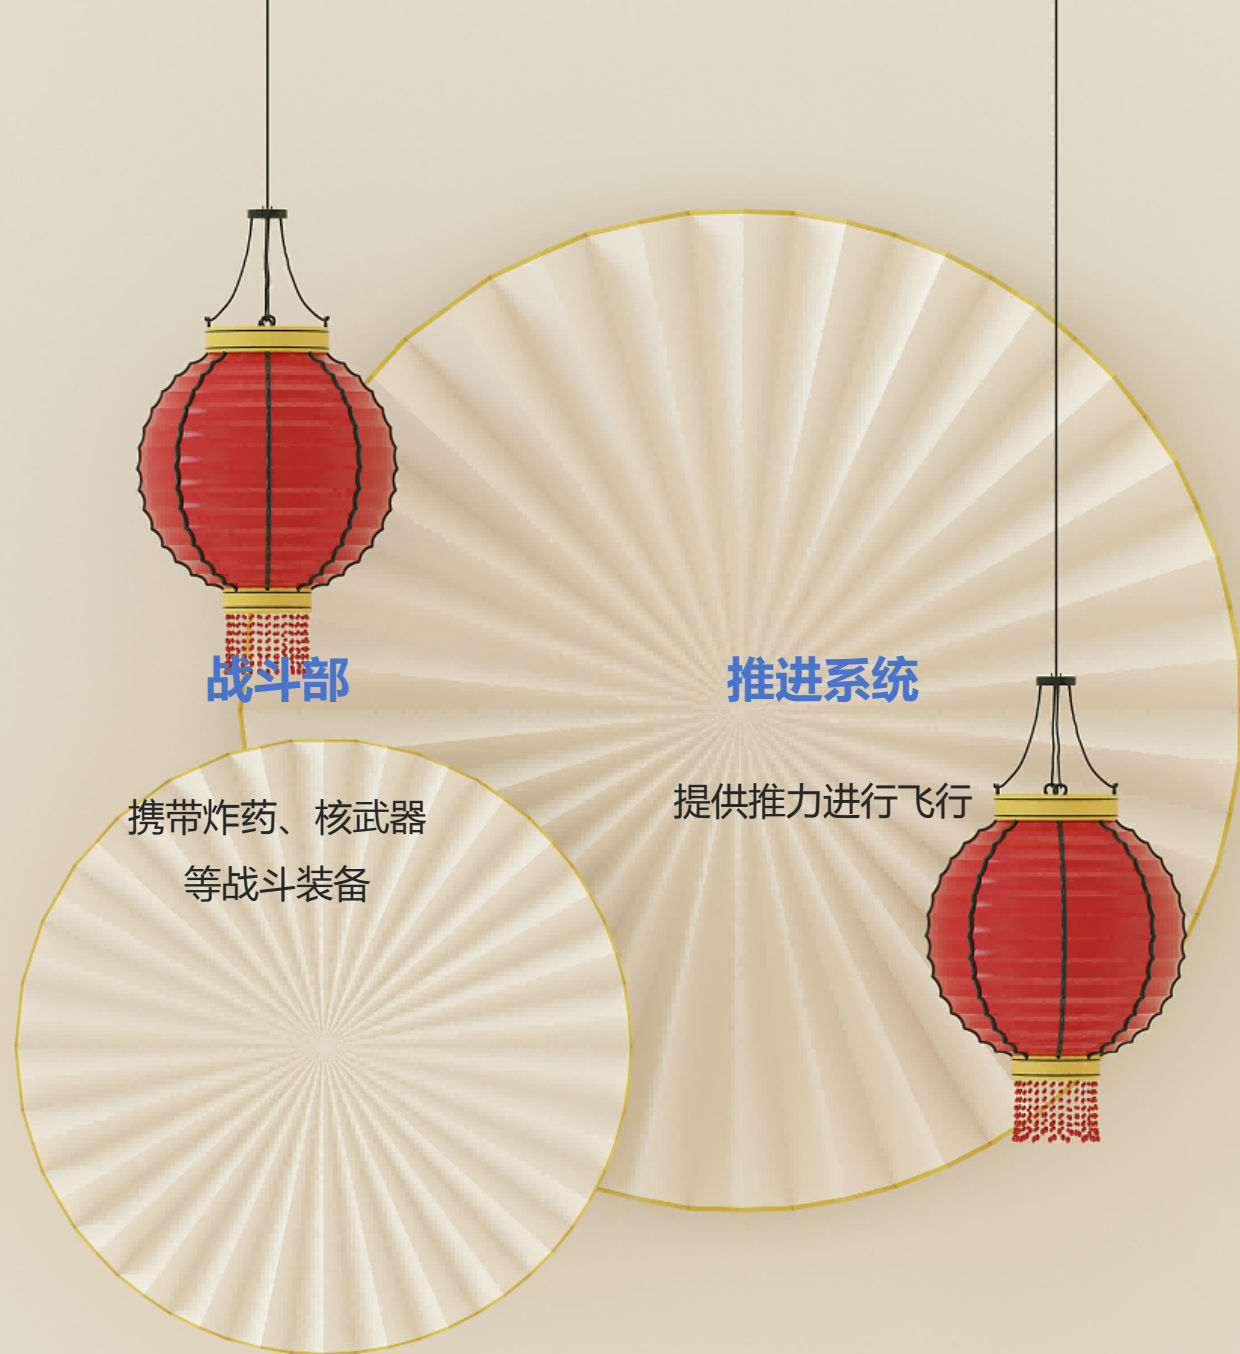 战斗部
携带炸药、核武器
等战斗装备
推进系统
提供推力进行飞行